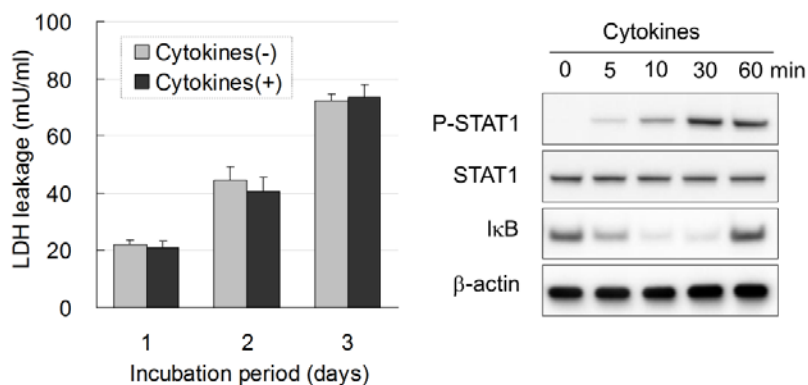 100
80
60
40
20
0
LDH leakage (mU/ml)
Cytokines(-)
Cytokines(+)
1 2 3
Incubation period (days)
Cytokines
0 5 10 30 60 min
P-STAT1
STAT1
IκB
β-actin